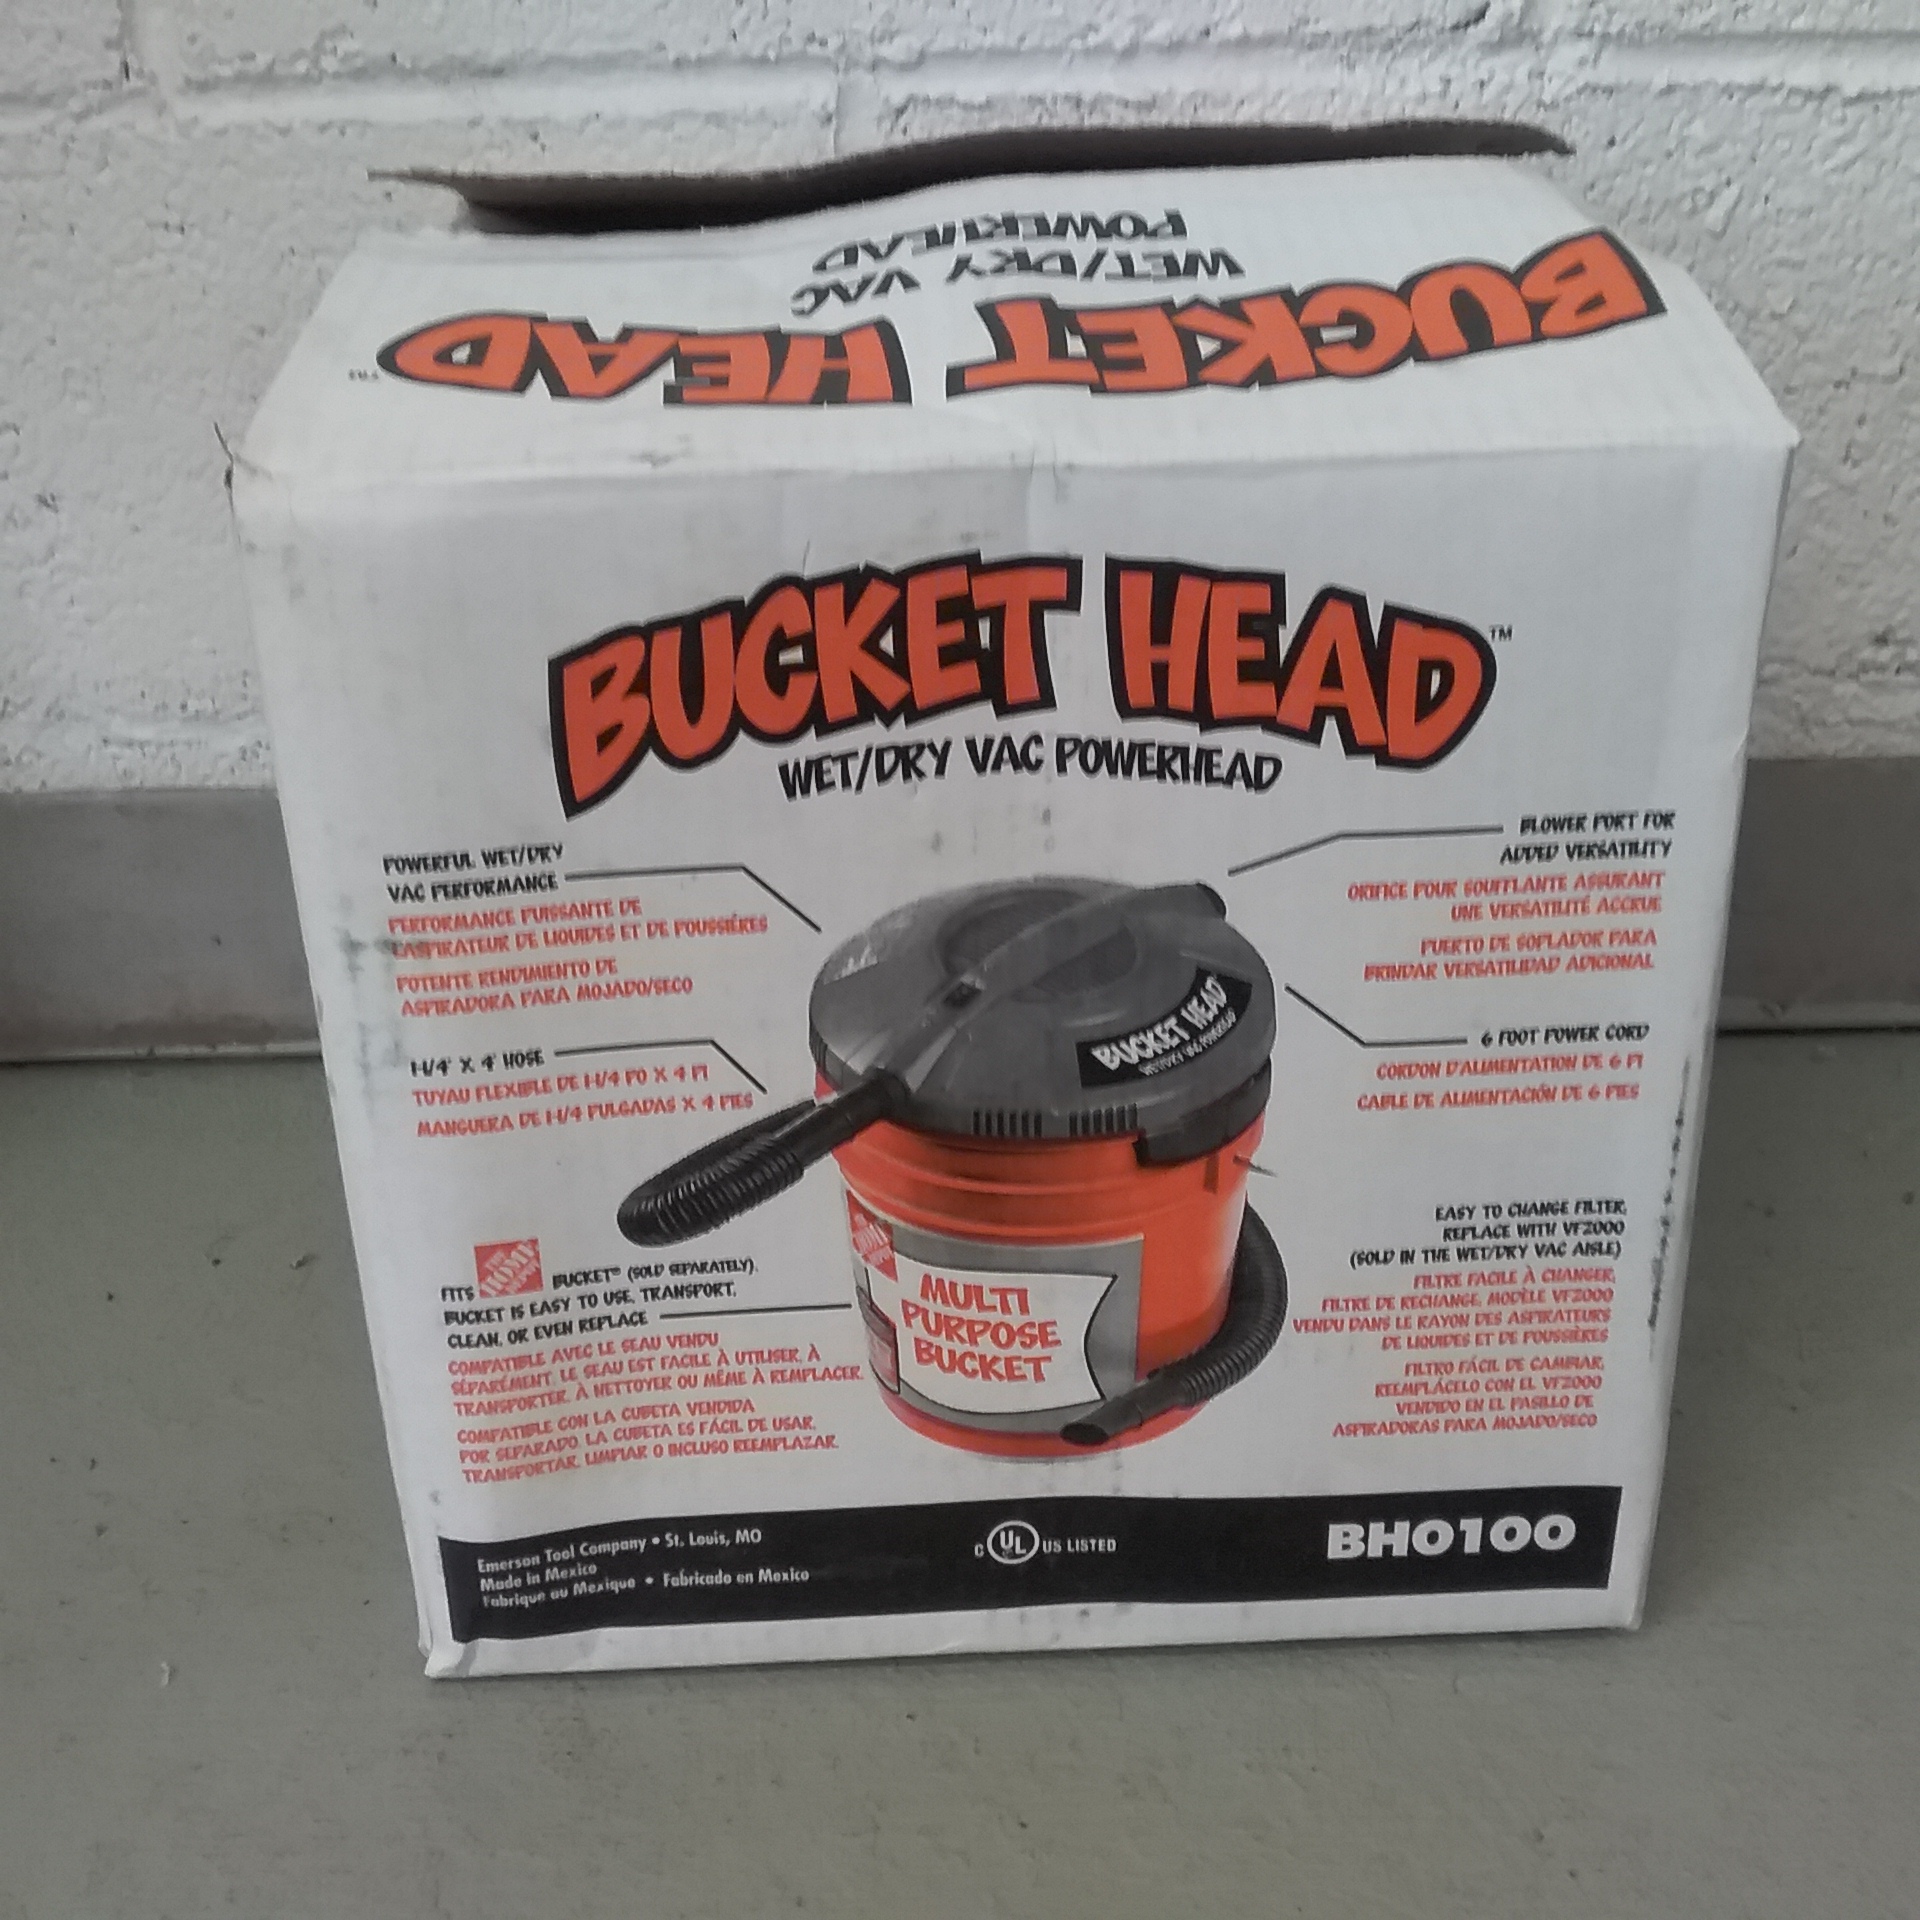 BUCKET HEAD™
WET/DRY VAC
POWERHEAD
BUCKET HEAD™
WET/DRY VAC POWERHEAD
POWERFUL WET/DRY
VAC PERFORMANCE
PERFORMANCE PUISSANTE DE
L'ASPIRATEUR DE LIQUIDES ET DE POUSSIÈRES
POTENTE RENDIMIENTO DE
ASPIRADORA PARA MOJADO/SECO
1-1/4" X 4' HOSE
TUYAU FLEXIBLE DE 1-1/4 PO X 4 PI
MANGUERA DE 1-1/4 PULGADAS X 4 PIES
FITS THE HOME DEPOT BUCKET® (SOLD SEPARATELY).
BUCKET IS EASY TO USE, TRANSPORT,
CLEAN, OR EVEN REPLACE
COMPATIBLE AVEC LE SEAU VENDU
SÉPARÉMENT. LE SEAU EST FACILE À UTILISER, À
TRANSPORTER, À NETTOYER OU MÊME À REMPLACER.
COMPATIBLE CON LA CUBETA VENDIDA
POR SEPARADO. LA CUBETA ES FÁCIL DE USAR,
TRANSPORTAR, LIMPIAR O INCLUSO REEMPLAZAR.
BLOWER PORT FOR
ADDED VERSATILITY
ORIFICE POUR SOUFFLANTE ASSURANT
UNE VERSATILITÉ ACCRUE
PUERTO DE SOPLADOR PARA
BRINDAR VERSATILIDAD ADICIONAL
6 FOOT POWER CORD
CORDON D'ALIMENTATION DE 6 PI
CABLE DE ALIMENTACIÓN DE 6 PIES
EASY TO CHANGE FILTER,
REPLACE WITH VF2000
(SOLD IN THE WET/DRY VAC AISLE)
FILTRE FACILE À CHANGER,
FILTRE DE RECHANGE, MODÈLE VF2000
VENDU DANS LE RAYON DES ASPIRATEURS
DE LIQUIDES ET DE POUSSIÈRES
FILTRO FÁCIL DE CAMBIAR,
REEMPLÁCELO CON EL VF2000
VENDIDO EN EL PASILLO DE
ASPIRADORAS PARA MOJADO/SECO
BUCKET HEAD
WET/DRY VAC POWERHEAD
MULTI
PURPOSE
BUCKET
Emerson Tool Company • St. Louis, MO
Made in Mexico
Fabrique au Mexique • Fabricado en Mexico
C UL US LISTED
BH0100